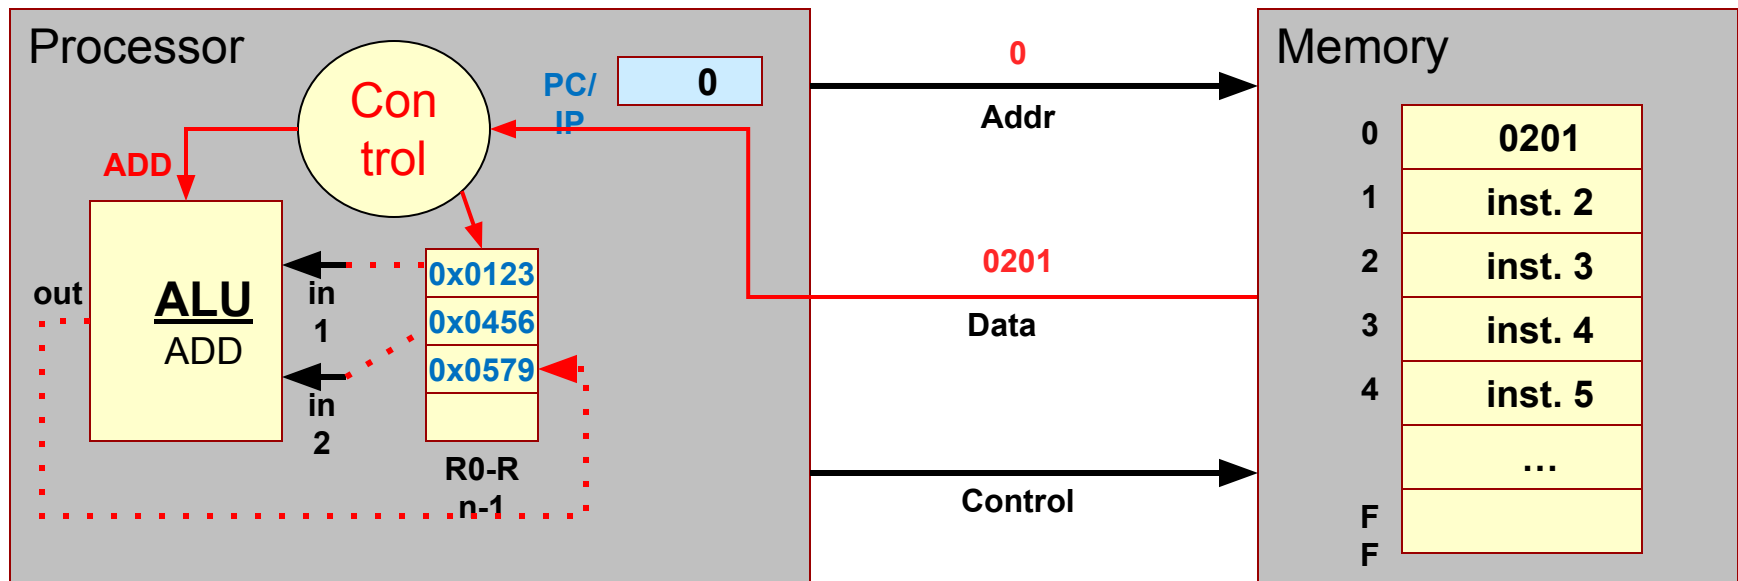 Processor
Con
trol
PC/
IP
0
ADD
ALU
ADD
out
in
1
in
2
0x0123
0x0456
0x0579
R0-R
n-1
0
Addr
0201
Data
Control
Memory
0 0201
1 inst. 2
2 inst. 3
3 inst. 4
4 inst. 5
…
F
F